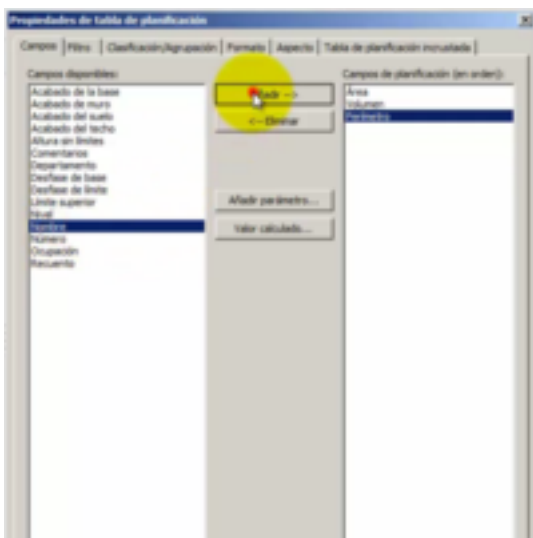 Propiedades de tabla de planificación
Campos Filtro Clasificación/Agrupación Formato Aspecto Tabla de planificación incrustada
Campos disponibles:
Acabado de la base
Acabado de muro
Acabado del suelo
Acabado del techo
Altura sin límites
Comentarios
Departamento
Desfase de base
Desfase de límite
Límite superior
Nivel
Nombre
Número
Ocupación
Recuento
Añadir -->
<-- Eliminar
Añadir parámetro...
Valor calculado...
Campos de planificación (en orden):
Área
Volumen
Perímetro